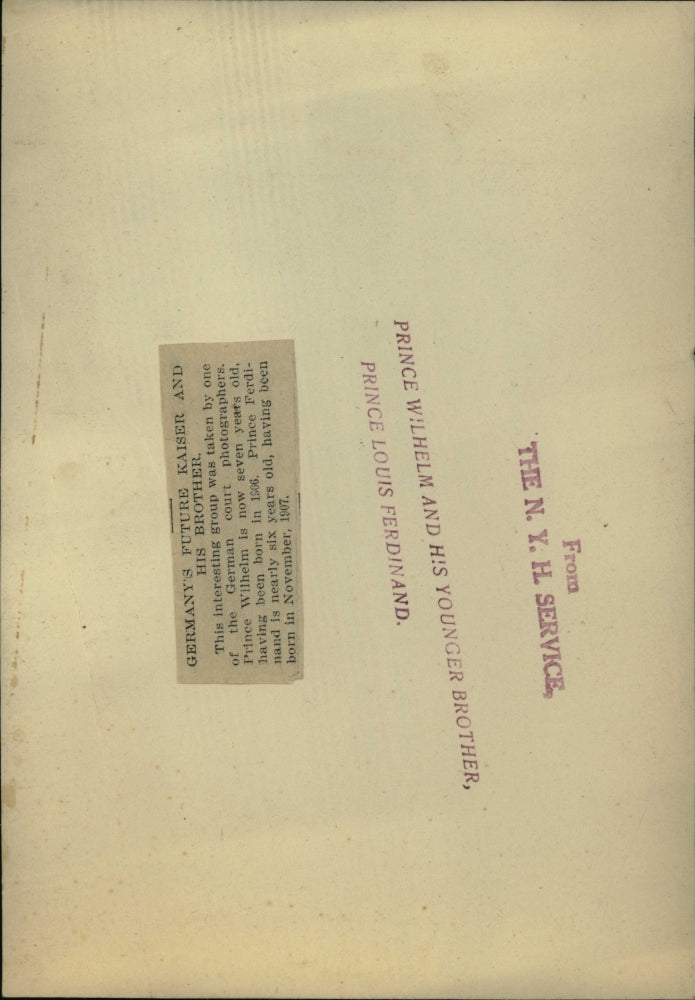 From
THE N. Y. H. SERVICE,
PRINCE WILHELM AND HIS YOUNGER BROTHER,
PRINCE LOUIS FERDINAND.
GERMANY'S FUTURE KAISER AND
HIS BROTHER.
This interesting group was taken by one
of the German court photographers.
Prince Wilhelm is now seven years old,
having been born in 1906. Prince Ferdi-
nand is nearly six years old, having been
born in November, 1907.